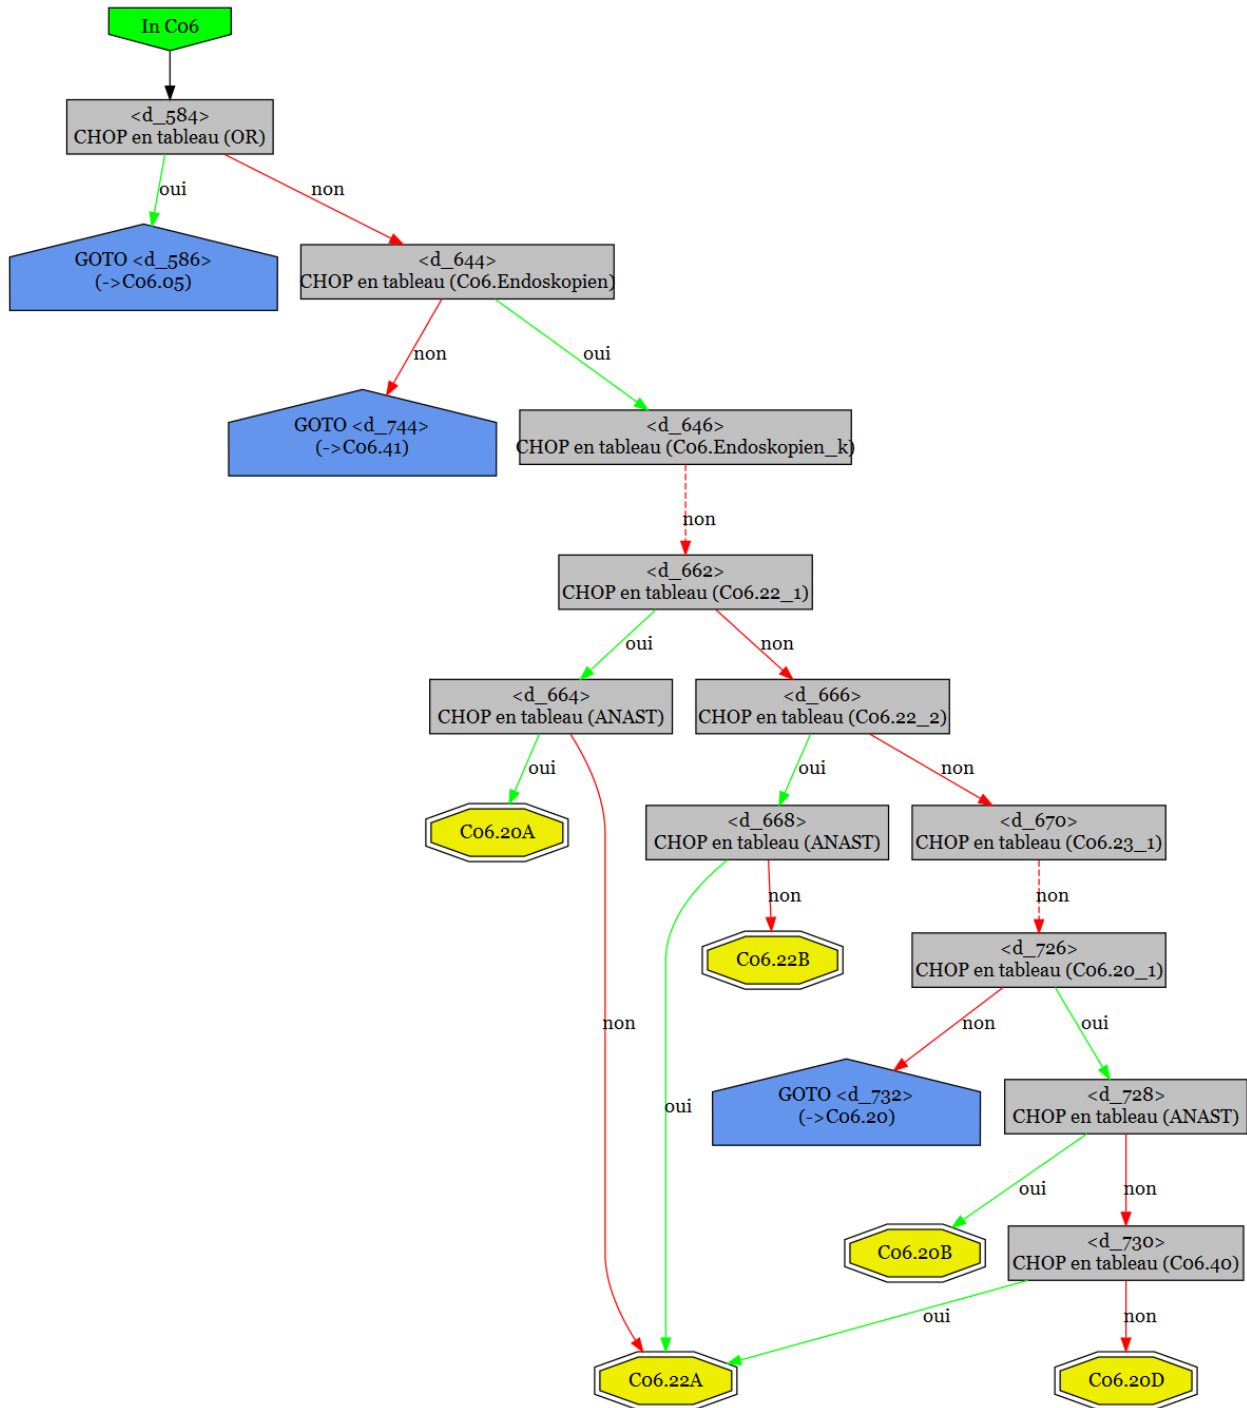 In C06
<d_584>
CHOP en tableau (OR)
oui
non
GOTO <d_586>
(->C06.05)
<d_644>
CHOP en tableau (C06.Endoskopien)
non
oui
GOTO <d_744>
(->C06.41)
<d_646>
CHOP en tableau (C06.Endoskopien_k)
non
<d_662>
CHOP en tableau (C06.22_1)
oui
non
<d_664>
CHOP en tableau (ANAST)
<d_666>
CHOP en tableau (C06.22_2)
oui
oui
non
C06.20A
<d_668>
CHOP en tableau (ANAST)
<d_670>
CHOP en tableau (C06.23_1)
non
non
C06.22B
<d_726>
CHOP en tableau (C06.20_1)
non
non
oui
GOTO <d_732>
(->C06.20)
oui
<d_728>
CHOP en tableau (ANAST)
oui
non
C06.20B
<d_730>
CHOP en tableau (C06.40)
oui
non
C06.22A
C06.20D